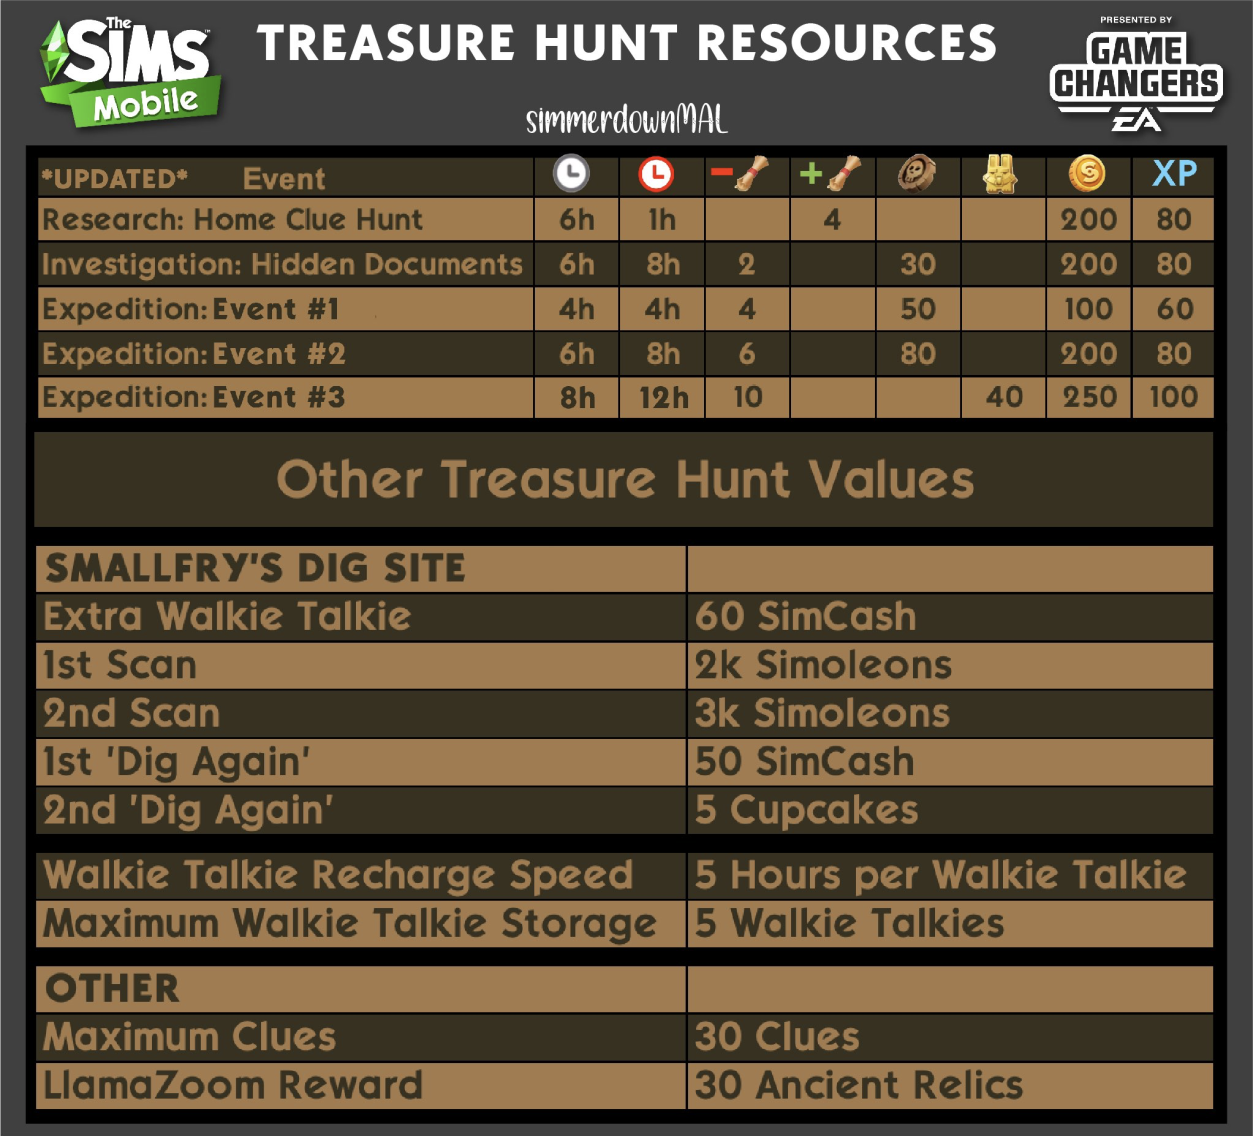 The
SiMS
Mobile
TREASURE HUNT RESOURCES
simmerdownMAL
PRESENTED BY
GAME
CHANGERS
EA
*UPDATED* Event XP
Research: Home Clue Hunt 6h 1h 4 200 80
Investigation: Hidden Documents 6h 8h 2 30 200 80
Expedition: Event #1 4h 4h 4 50 100 60
Expedition: Event #2 6h 8h 6 80 200 80
Expedition: Event #3 8h 12h 10 40 250 100
Other Treasure Hunt Values
SMALLFRY'S DIG SITE
Extra Walkie Talkie 60 SimCash
1st Scan 2k Simoleons
2nd Scan 3k Simoleons
1st 'Dig Again' 50 SimCash
2nd 'Dig Again' 5 Cupcakes
Walkie Talkie Recharge Speed 5 Hours per Walkie Talkie
Maximum Walkie Talkie Storage 5 Walkie Talkies
OTHER
Maximum Clues 30 Clues
LlamaZoom Reward 30 Ancient Relics